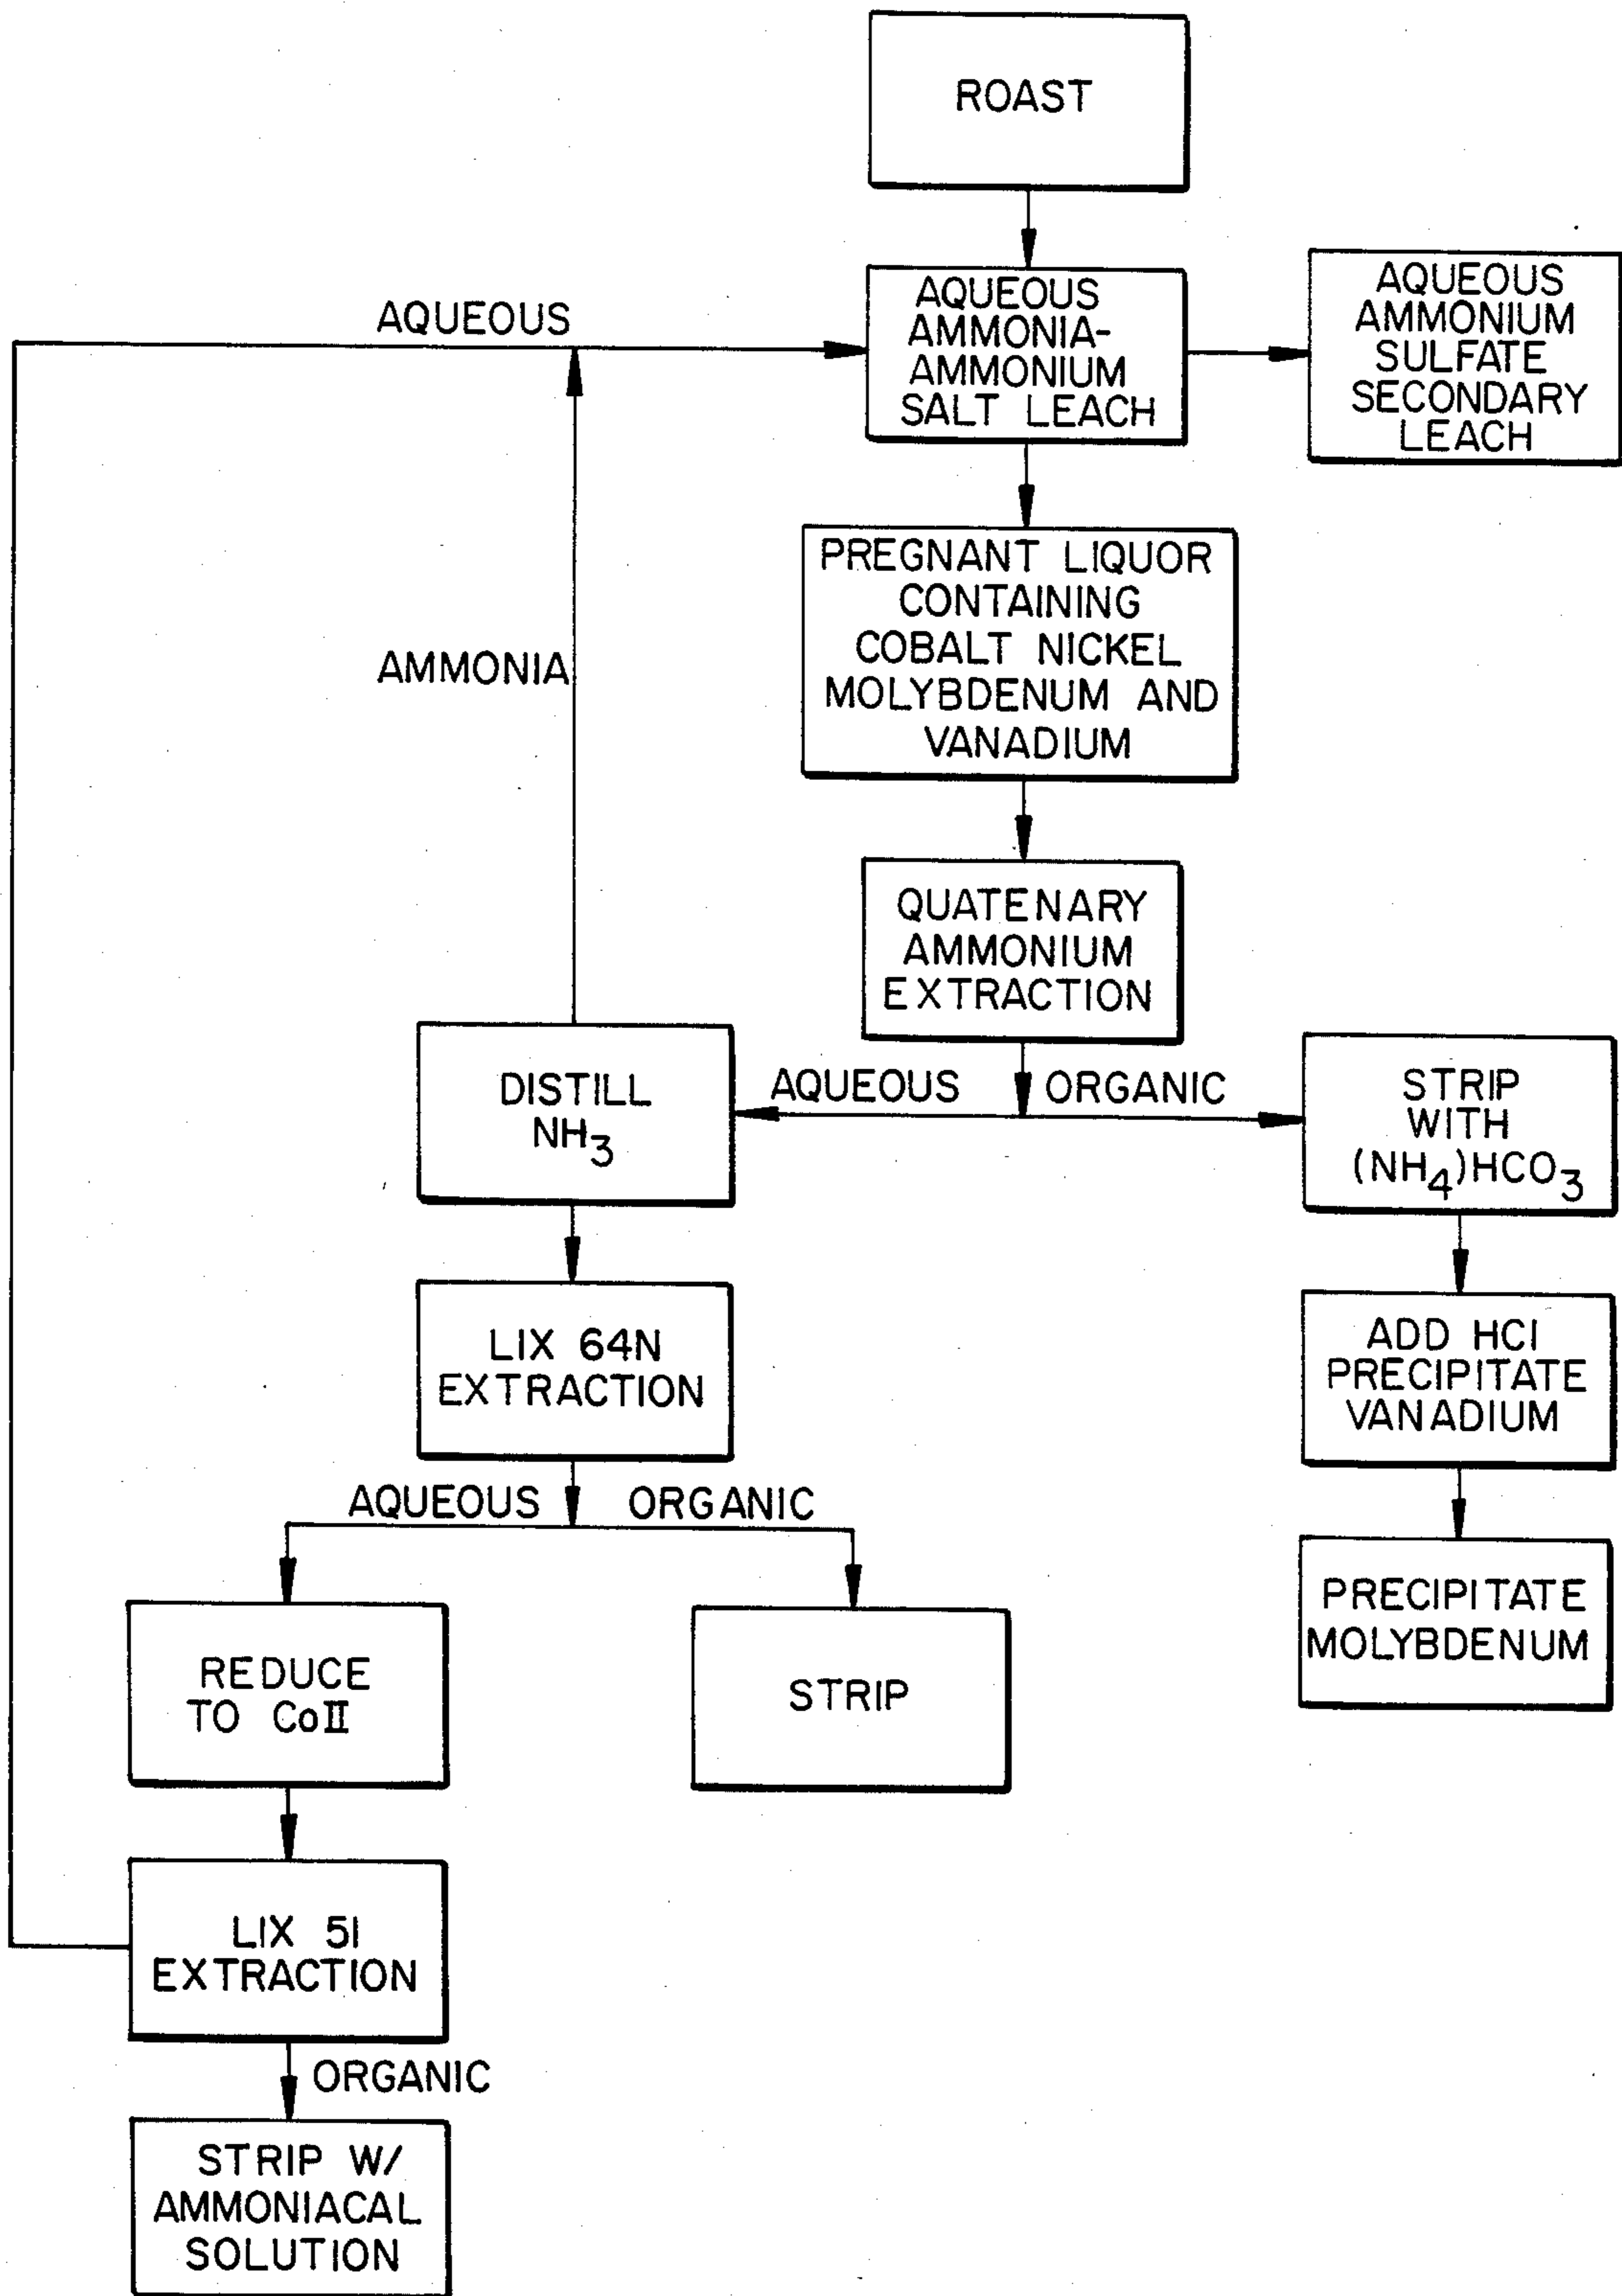 ROAST
AQUEOUS
AQUEOUS
AMMONIA-
AMMONIUM
SALT LEACH
AQUEOUS
AMMONIUM
SULFATE
SECONDARY
LEACH
AMMONIA
PREGNANT LIQUOR
CONTAINING
COBALT NICKEL
MOLYBDENUM AND
VANADIUM
QUATENARY
AMMONIUM
EXTRACTION
DISTILL
NH3
AQUEOUS
ORGANIC
STRIP
WITH
(NH4)HCO3
LIX 64N
EXTRACTION
ADD HCl
PRECIPITATE
VANADIUM
AQUEOUS
ORGANIC
PRECIPITATE
MOLYBDENUM
REDUCE
TO CoII
STRIP
LIX 51
EXTRACTION
ORGANIC
STRIP W/
AMMONIACAL
SOLUTION